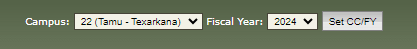 Campus: 22 (Tamu - Texarkana) Fiscal Year: 2024 Set CC/FY